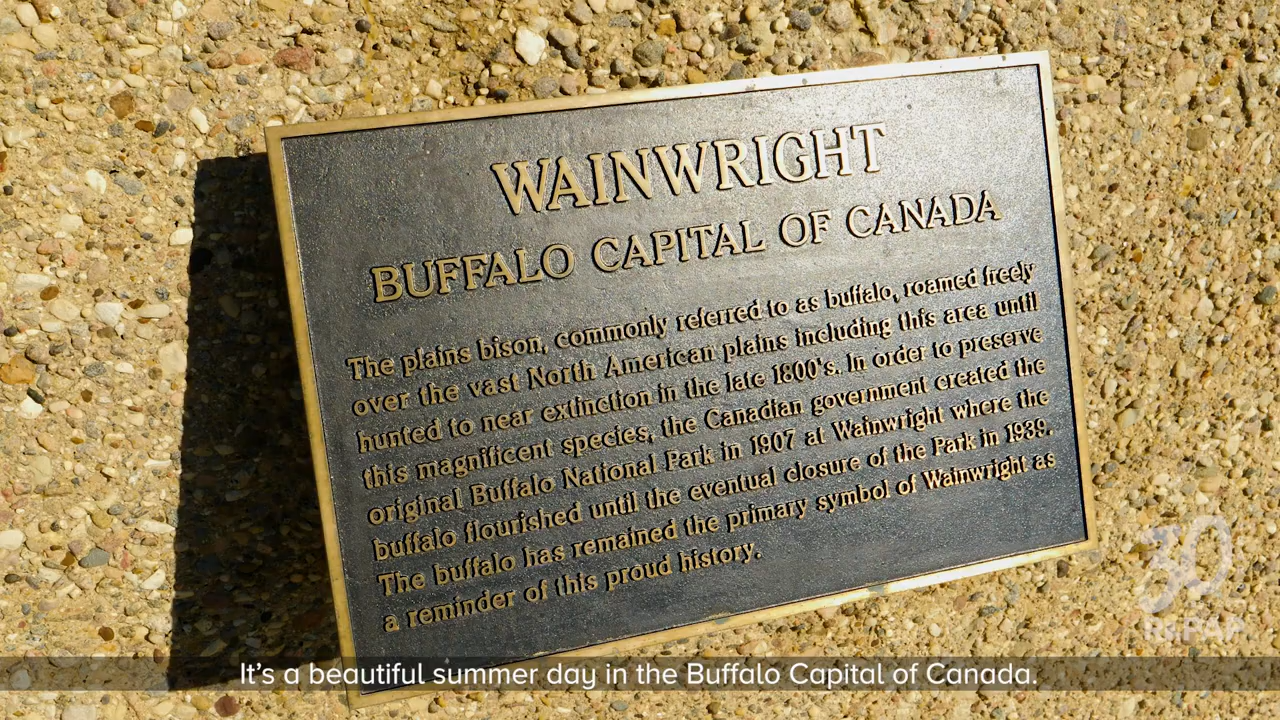 WAINWRIGHT
BUFFALO CAPITAL OF CANADA
The plains bison, commonly referred to as buffalo, roamed freely
over the vast North American plains including this area until
hunted to near extinction in the late 1800's. In order to preserve
this magnificent species, the Canadian government created the
original Buffalo National Park in 1907 at Wainwright where the
buffalo flourished until the eventual closure of the Park in 1939.
The buffalo has remained the primary symbol of Wainwright as
a reminder of this proud history.
30
RhPAP
It's a beautiful summer day in the Buffalo Capital of Canada.